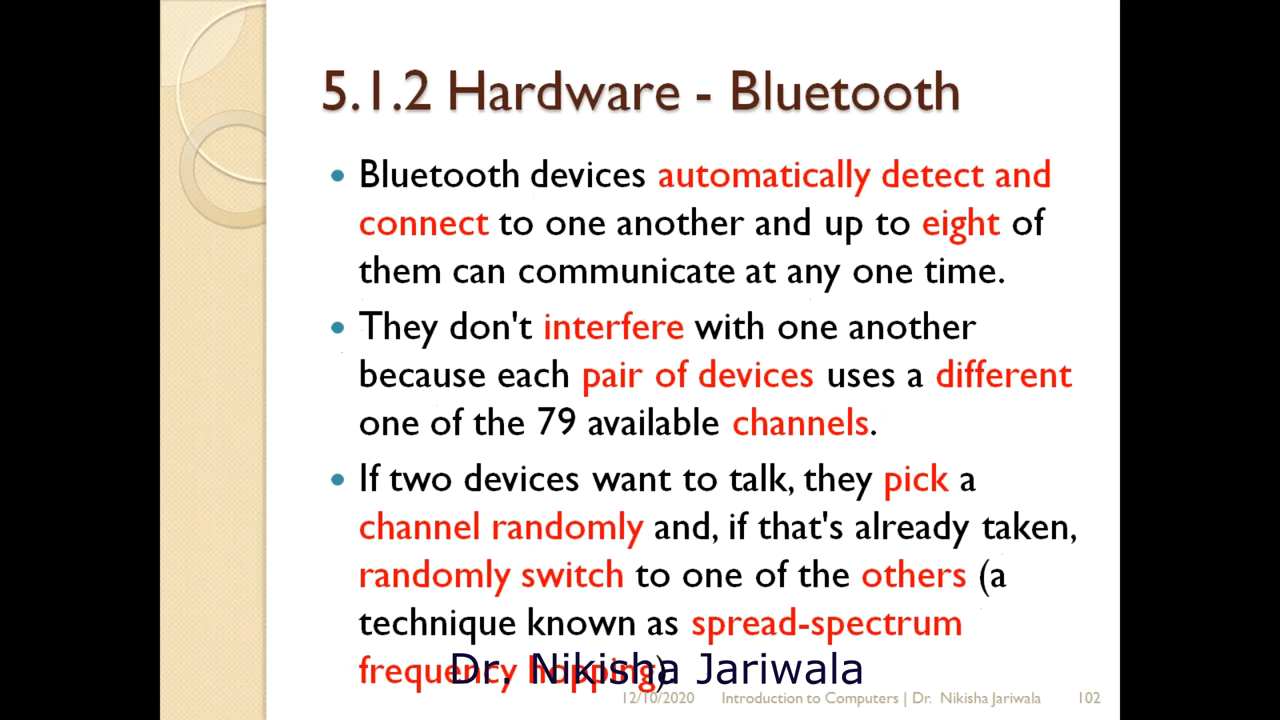 5.1.2 Hardware - Bluetooth
• Bluetooth devices automatically detect and
connect to one another and up to eight of
them can communicate at any one time.
• They don't interfere with one another
because each pair of devices uses a different
one of the 79 available channels.
• If two devices want to talk, they pick a
channel randomly and, if that's already taken,
randomly switch to one of the others (a
technique known as spread-spectrum
frequency hopping)
Dr. Nikisha Jariwala
12/10/2020 Introduction to Computers | Dr. Nikisha Jariwala 102